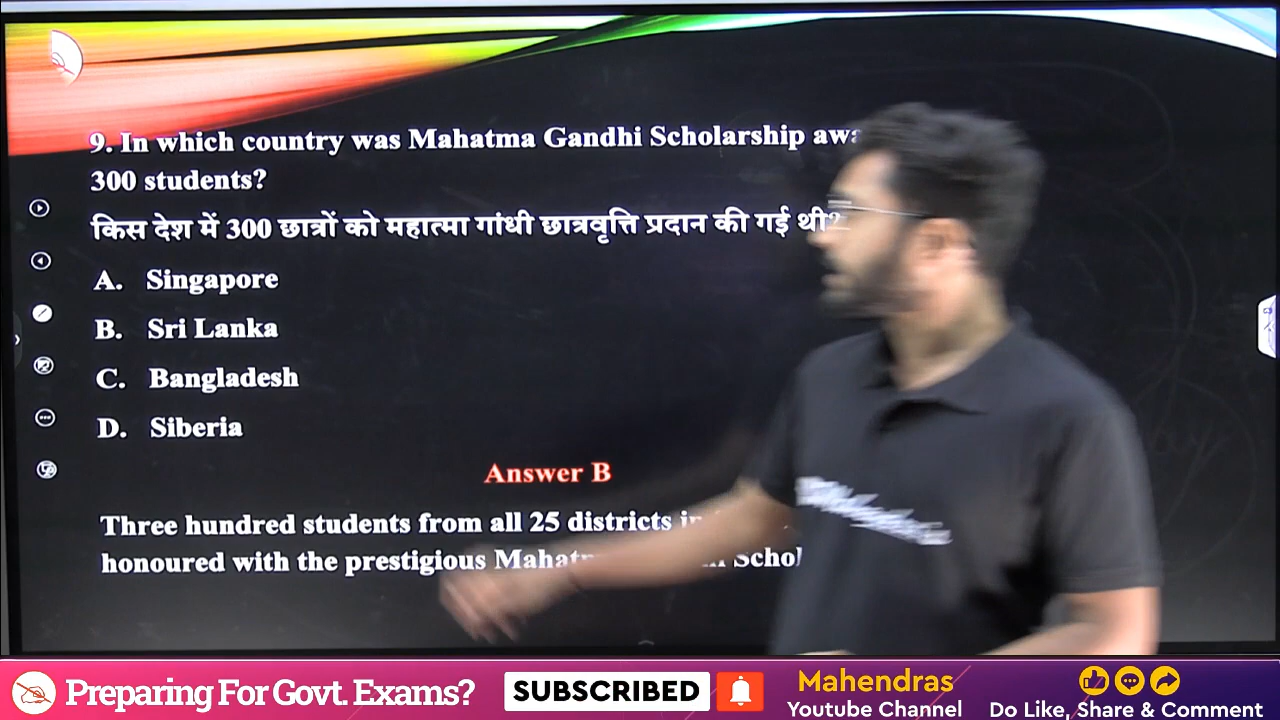 9. In which country was Mahatma Gandhi Scholarship
300 students?
किस देश में 300 छात्रों को महात्मा गांधी छात्रवृत्ति प्रदान की गई थी?
A. Singapore
B. Sri Lanka
C. Bangladesh
D. Siberia
Answer B
Three hundred students from all 25 districts
honoured with the prestigious
Preparing For Govt. Exams?
SUBSCRIBED
Mahendras
Youtube Channel
Do Like, Share & Comment